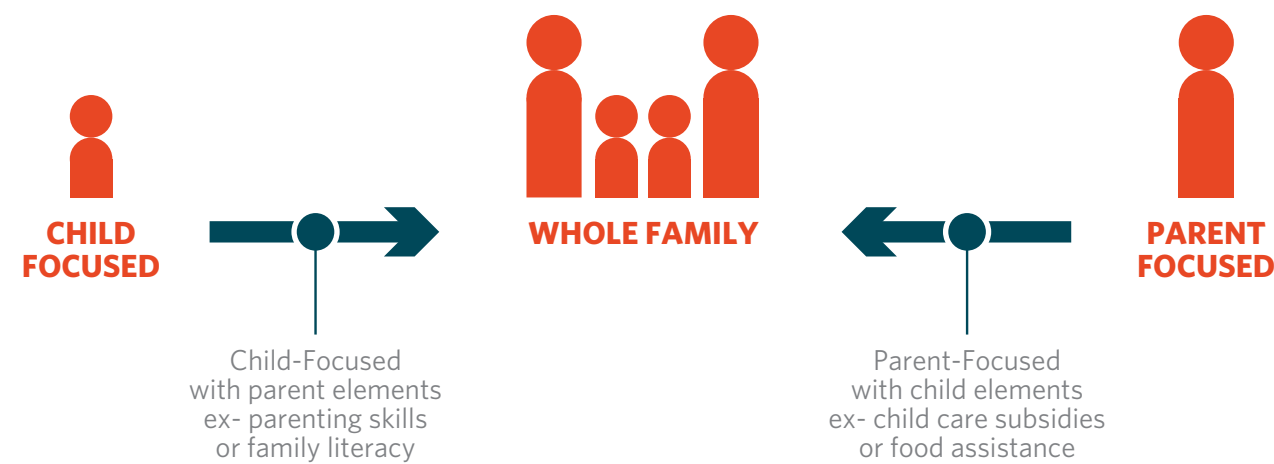 CHILD
FOCUSED
WHOLE FAMILY
PARENT
FOCUSED
Child-Focused
with parent elements
ex- parenting skills
or family literacy
Parent-Focused
with child elements
ex- child care subsidies
or food assistance